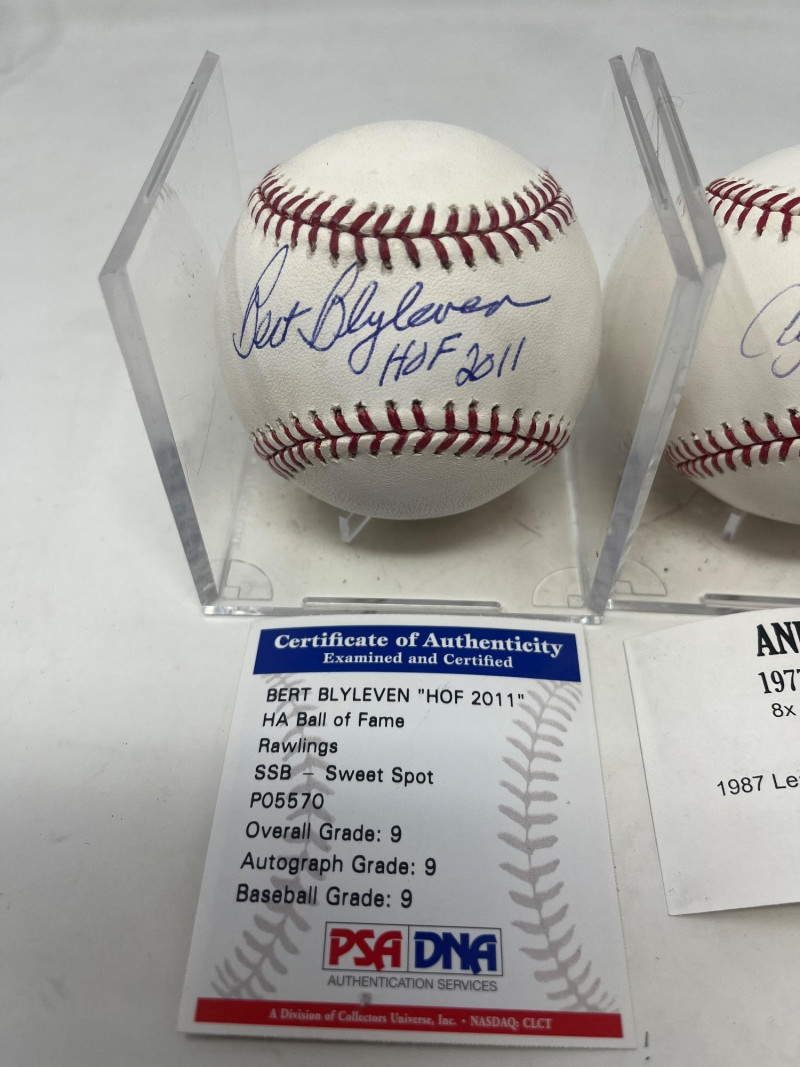 Bert Blyleven
HOF 2011
Certificate of Authenticity
Examined and Certified
BERT BLYLEVEN "HOF 2011"
HA Ball of Fame
Rawlings
SSB - Sweet Spot
P05570
Overall Grade: 9
Autograph Grade: 9
Baseball Grade: 9
PSA DNA
AUTHENTICATION SERVICES
A Division of Collectors Universe, Inc. • NASDAQ: CLCT
8x
1987